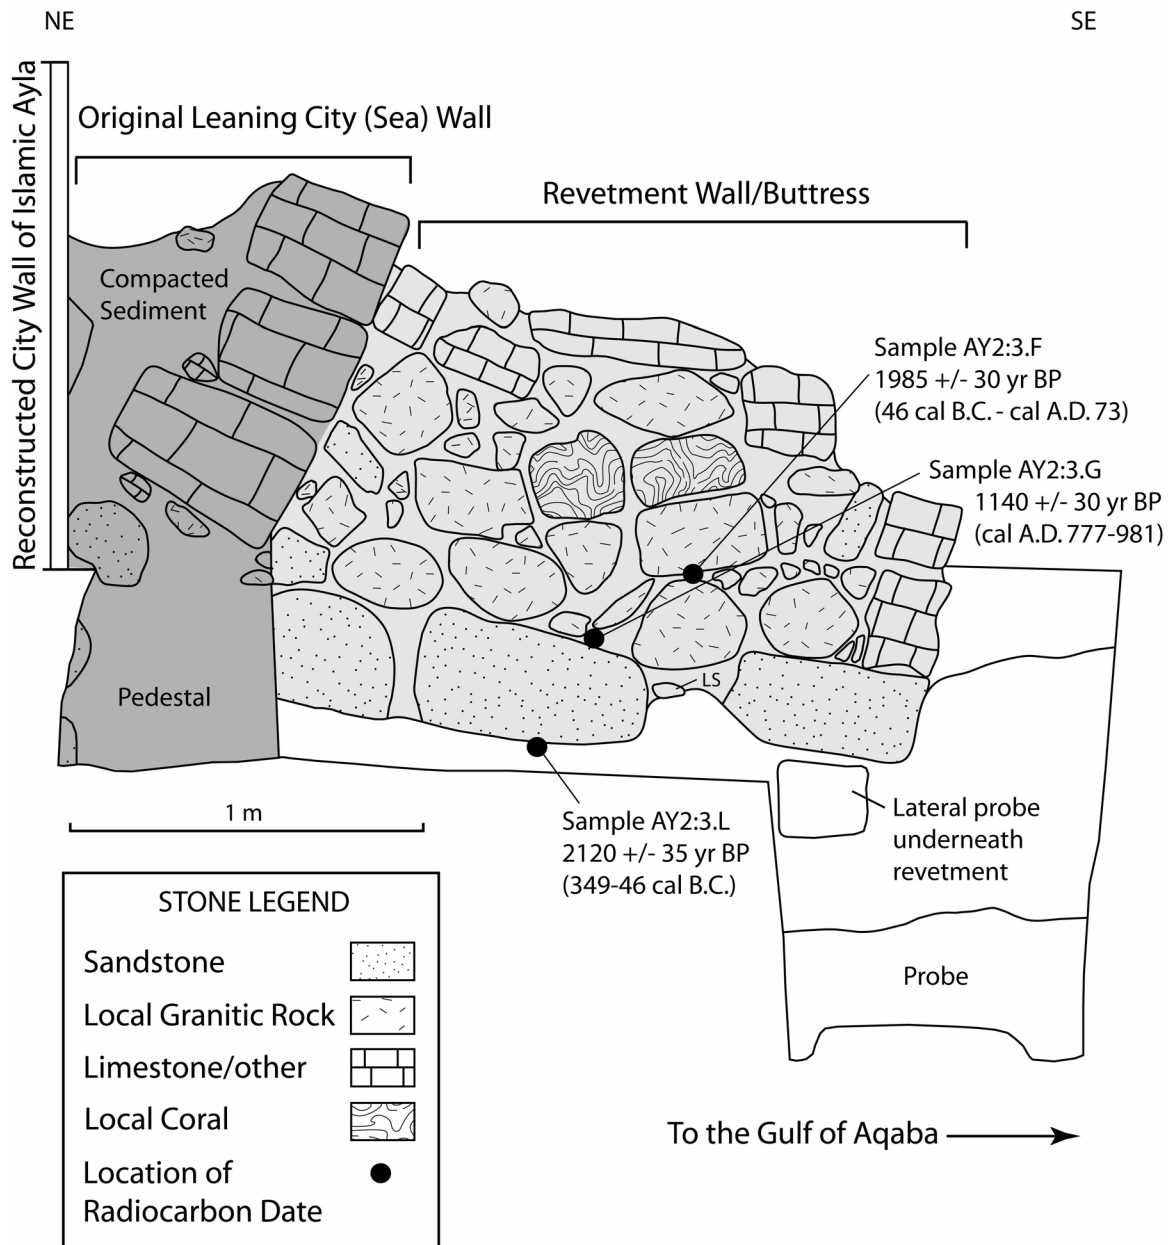 NE
SE
Reconstructed City Wall of Islamic Ayla
Original Leaning City (Sea) Wall
Revetment Wall/Buttress
Compacted
Sediment
Sample AY2:3.F
1985 +/- 30 yr BP
(46 cal B.C. - cal A.D. 73)
Sample AY2:3.G
1140 +/- 30 yr BP
(cal A.D. 777-981)
LS
Pedestal
1 m
Sample AY2:3.L
2120 +/- 35 yr BP
(349-46 cal B.C.)
Lateral probe
underneath
revetment
Probe
STONE LEGEND
Sandstone
Local Granitic Rock
Limestone/other
Local Coral
Location of
Radiocarbon Date
To the Gulf of Aqaba